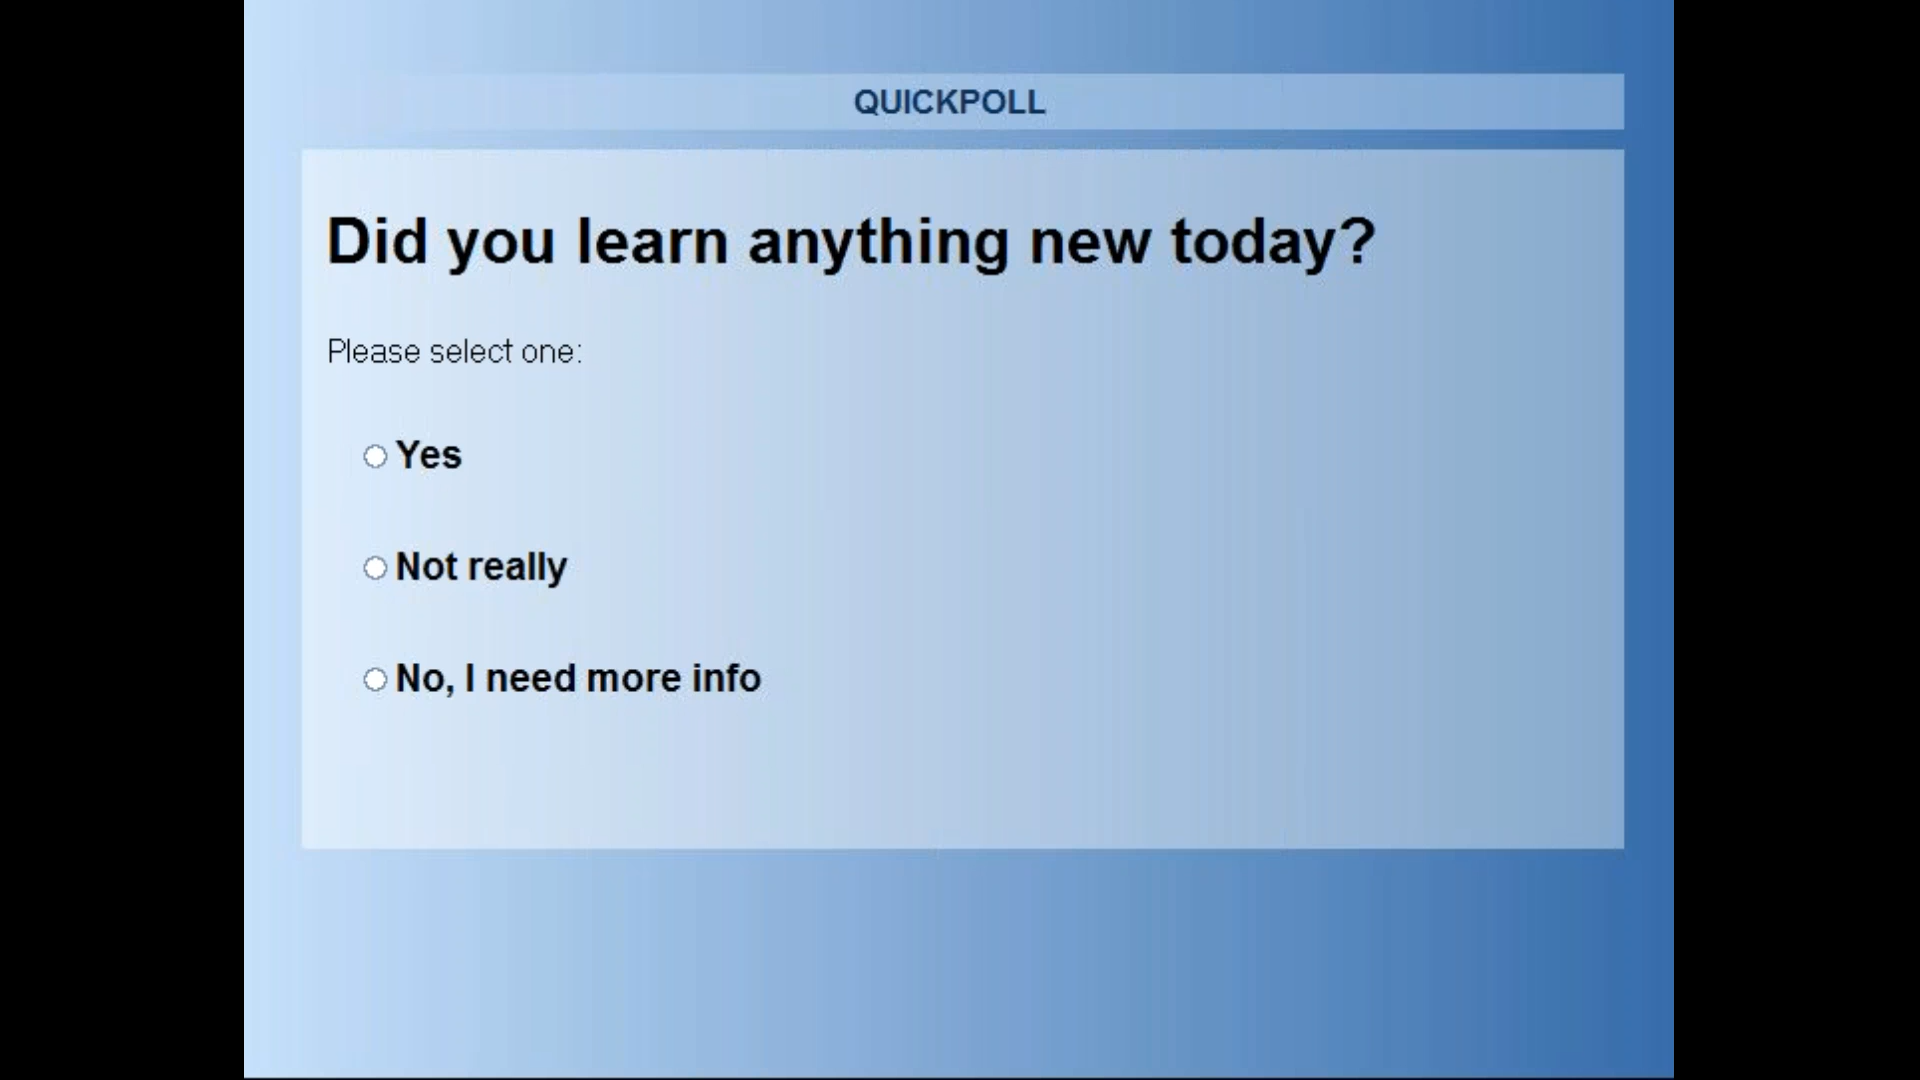 QUICKPOLL
Did you learn anything new today?
Please select one:
Yes
Not really
No, I need more info